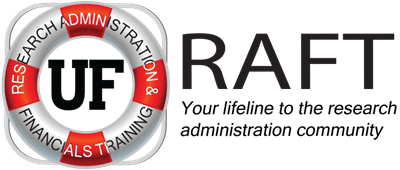 RESEARCH ADMINISTRATION &
FINANCIALS TRAINING
UF
RAFT
Your lifeline to the research
administration community